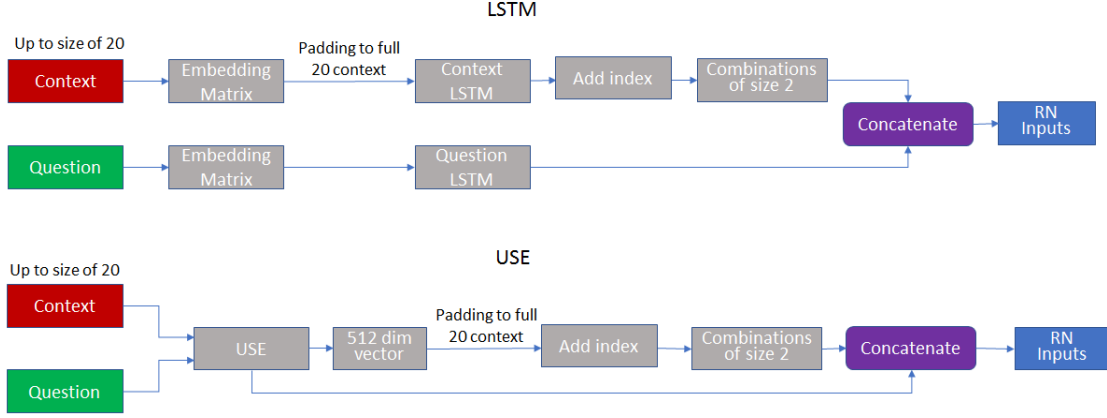 LSTM
Up to size of 20
Context
Embedding
Matrix
Padding to full
20 context
Context
LSTM
Add index
Combinations
of size 2
Concatenate
RN
Inputs
Question
Embedding
Matrix
Question
LSTM
USE
Up to size of 20
Context
Question
USE
512 dim
vector
Padding to full
20 context
Add index
Combinations
of size 2
Concatenate
RN
Inputs